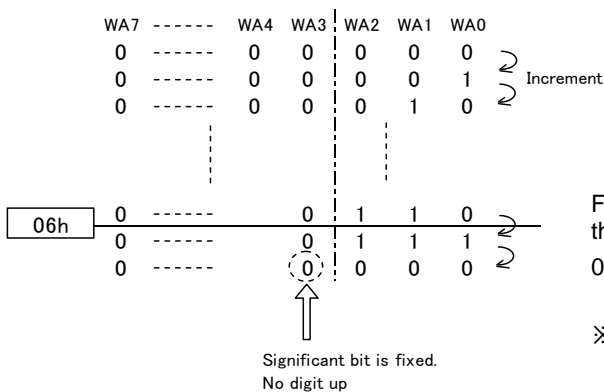 WA7 ------ WA4 WA3 WA2 WA1 WA0
0 ------ 0 0 0 0 0
0 ------ 0 0 0 0 1
0 ------ 0 0 0 1 0
Increment
06h
0 ------ 0 1 1 0
0 ------ 0 1 1 1
0 ------ 0 0 0 0
Significant bit is fixed.
No digit up
F
th
0
※